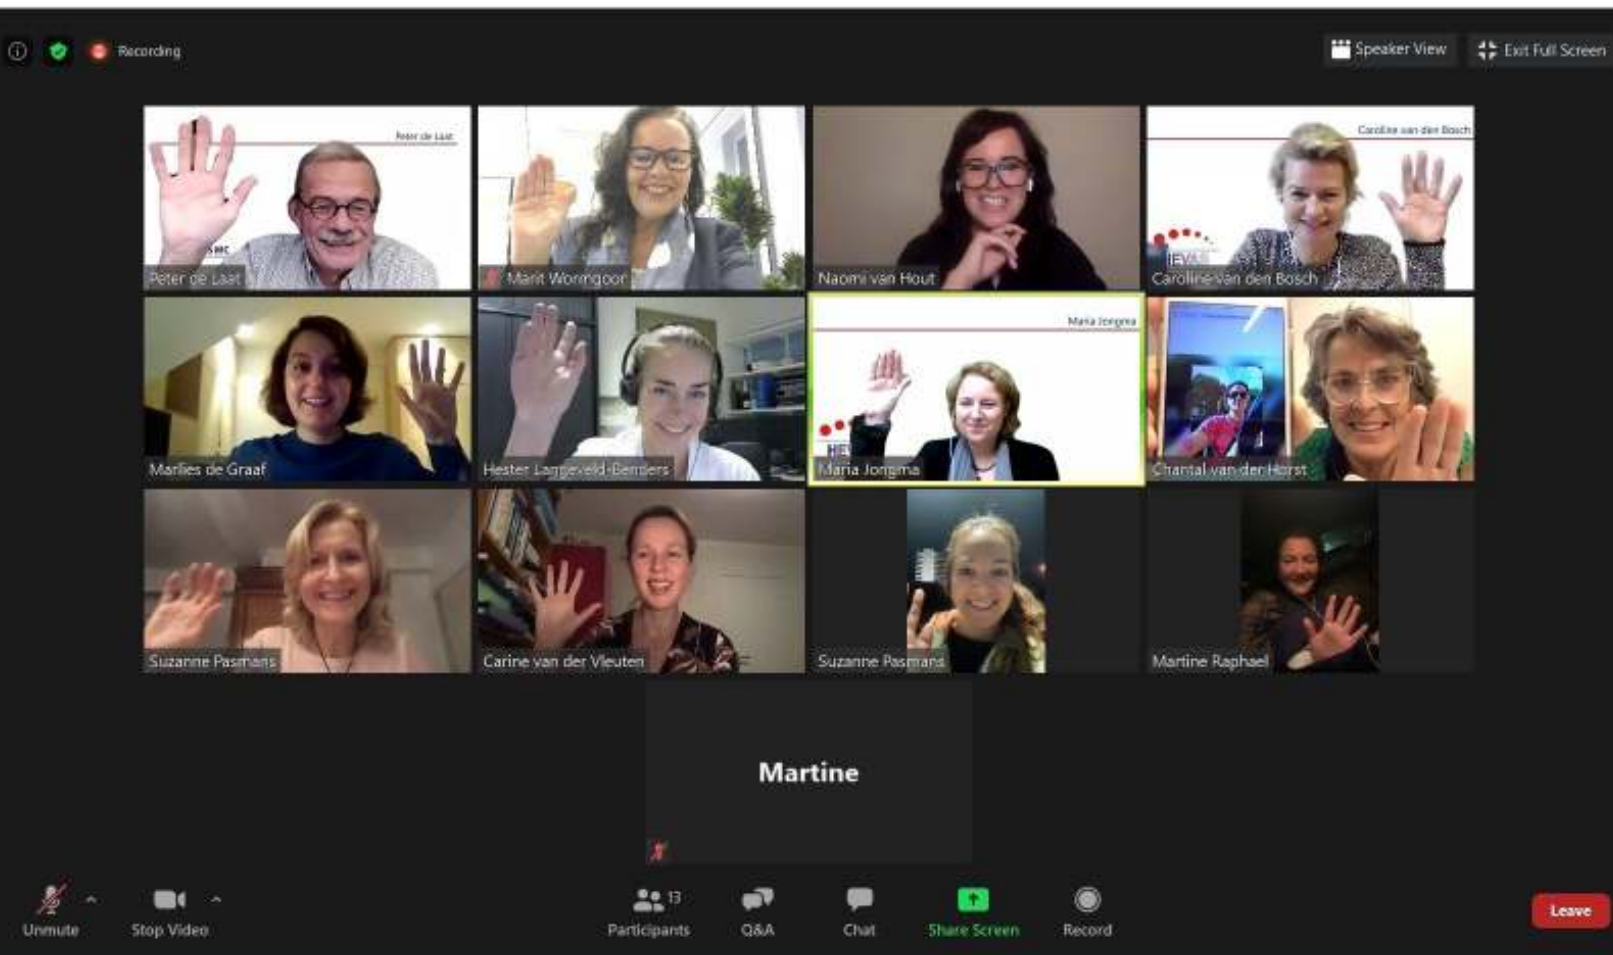 Recording
Speaker View
Exit Full Screen
Peter de Laat
Peter de Laat
Marit Wormgoor
Naomi van Hout
Caroline van den Bosch
HEVAS
Caroline van den Bosch
Marlies de Graaf
Hester Langeveld-Benders
Maria Jongma
HE
Maria Jongma
Chantal van der Horst
Suzanne Pasmans
Carine van der Vleuten
Suzanne Pasmans
Martine Raphael
Martine
Unmute
Stop Video
13
Participants
Q&A
Chat
Share Screen
Record
Leave